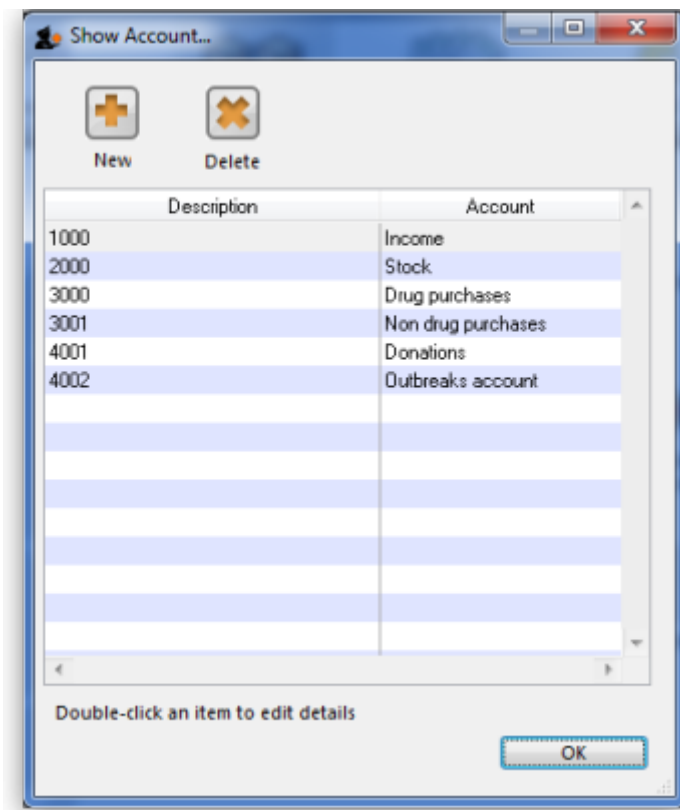 Show Account...
New Delete
Description Account
1000 Income
2000 Stock
3000 Drug purchases
3001 Non drug purchases
4001 Donations
4002 Outbreaks account
Double-click an item to edit details
OK